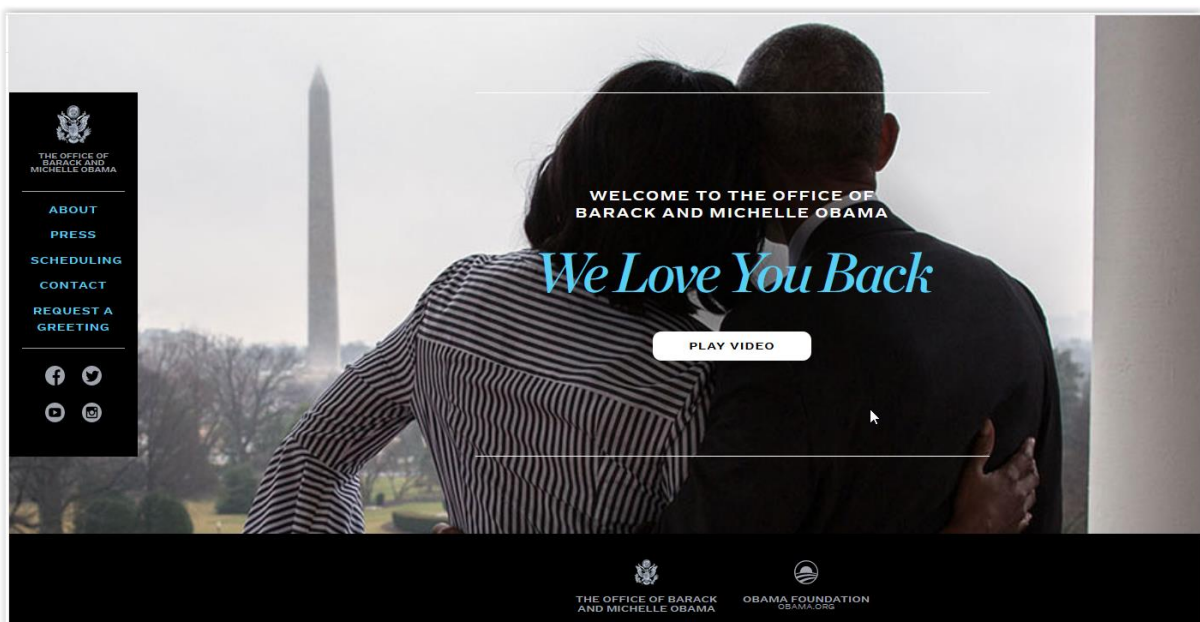 THE OFFICE OF
BARACK AND
MICHELLE OBAMA
ABOUT
PRESS
SCHEDULING
CONTACT
REQUEST A
GREETING
WELCOME TO THE OFFICE OF
BARACK AND MICHELLE OBAMA
We Love You Back
PLAY VIDEO
THE OFFICE OF BARACK
AND MICHELLE OBAMA
OBAMA FOUNDATION
OBAMA.ORG